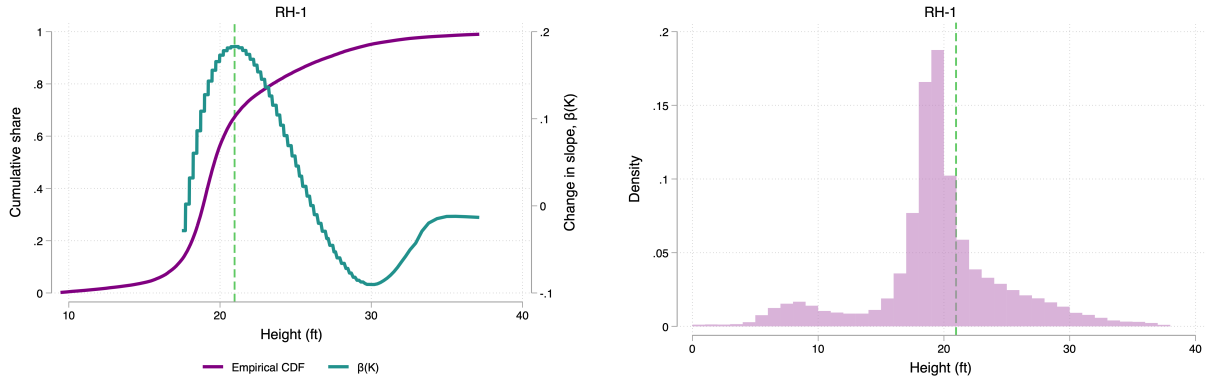 RH-1
Cumulative share
1
.8
.6
.4
.2
0
.2
.1
0
-.1
Change in slope, β(K)
10
20
30
40
Height (ft)
Empirical CDF
β(K)
RH-1
Density
.2
.15
.1
.05
0
0
10
20
30
40
Height (ft)